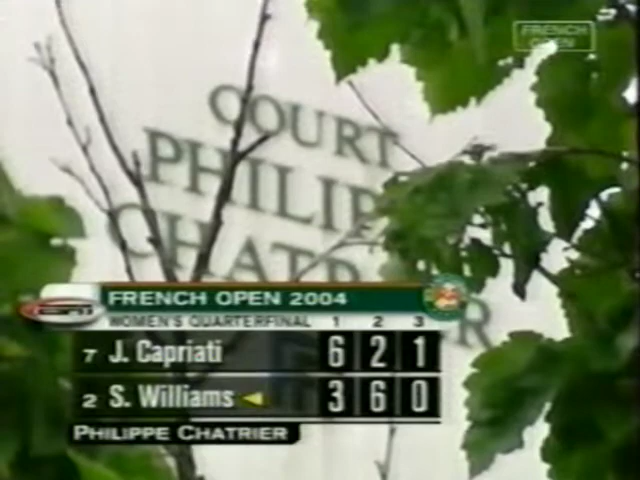 FRENCH
OPEN
COURT
PHILIP
CHATR R
ESPN FRENCH OPEN 2004
WOMEN'S QUARTERFINAL 1 2 3
7 J. Capriati 6 2 1
2 S. Williams 3 6 0
PHILIPPE CHATRIER